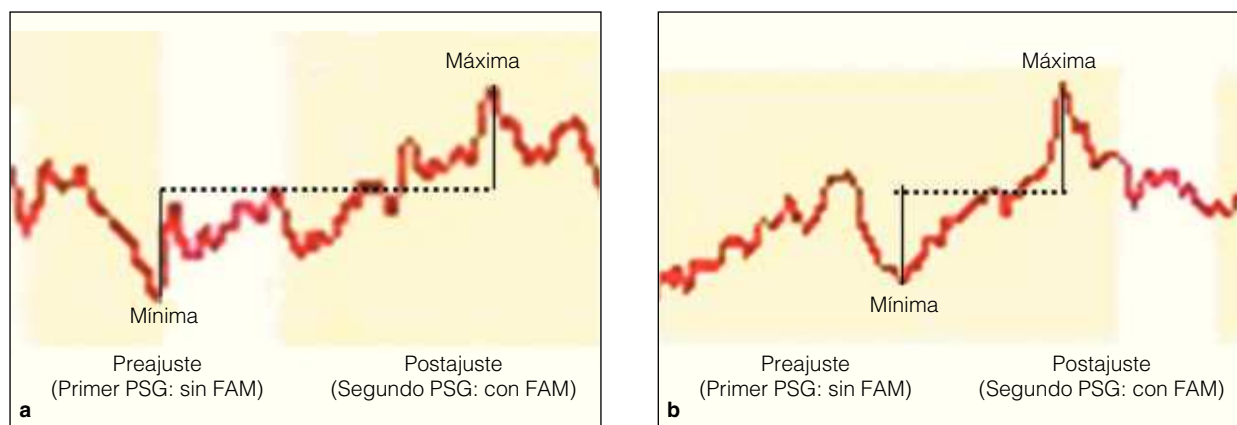 Máxima
Mínima
Preajuste
(Primer PSG: sin FAM)
Postajuste
(Segundo PSG: con FAM)
a
Máxima
Mínima
Preajuste
(Primer PSG: sin FAM)
Postajuste
(Segundo PSG: con FAM)
b